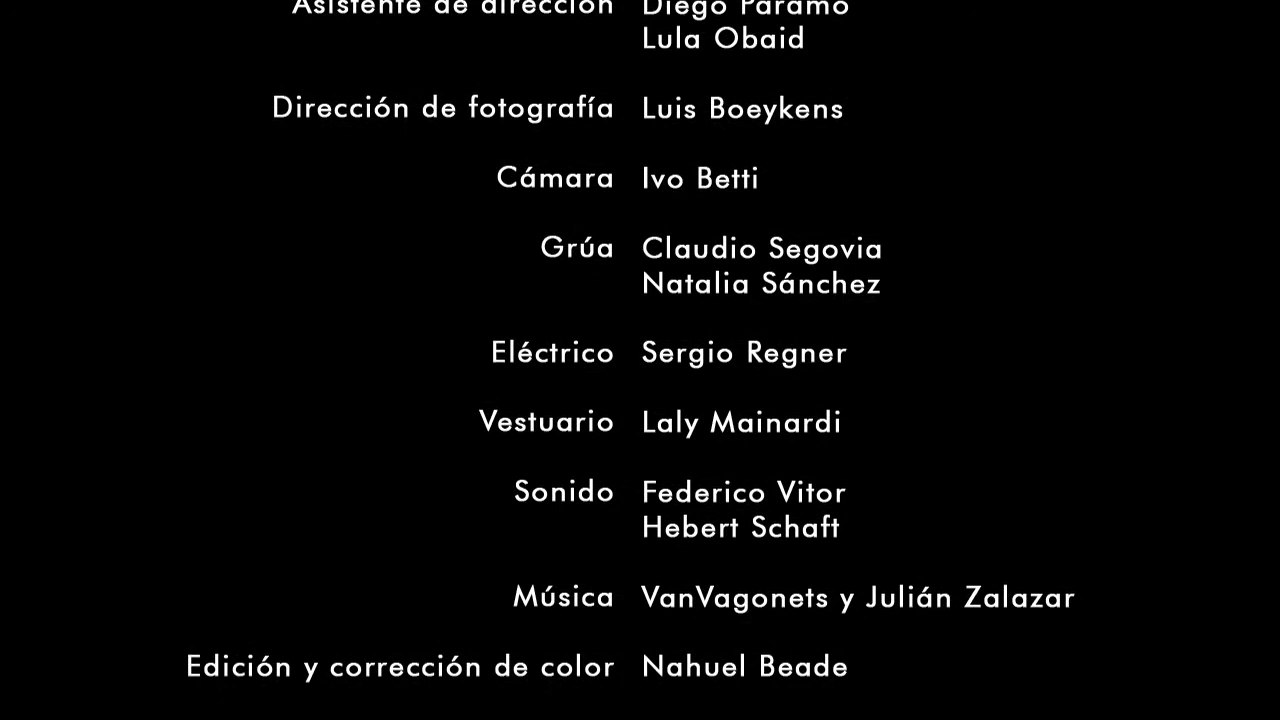 Asistente de dirección Diego Páramo
Lula Obaid
Dirección de fotografía Luis Boeykens
Cámara Ivo Betti
Grúa Claudio Segovia
Natalia Sánchez
Eléctrico Sergio Regner
Vestuario Laly Mainardi
Sonido Federico Vitor
Hebert Schaft
Música VanVagonets y Julián Zalazar
Edición y corrección de color Nahuel Beade